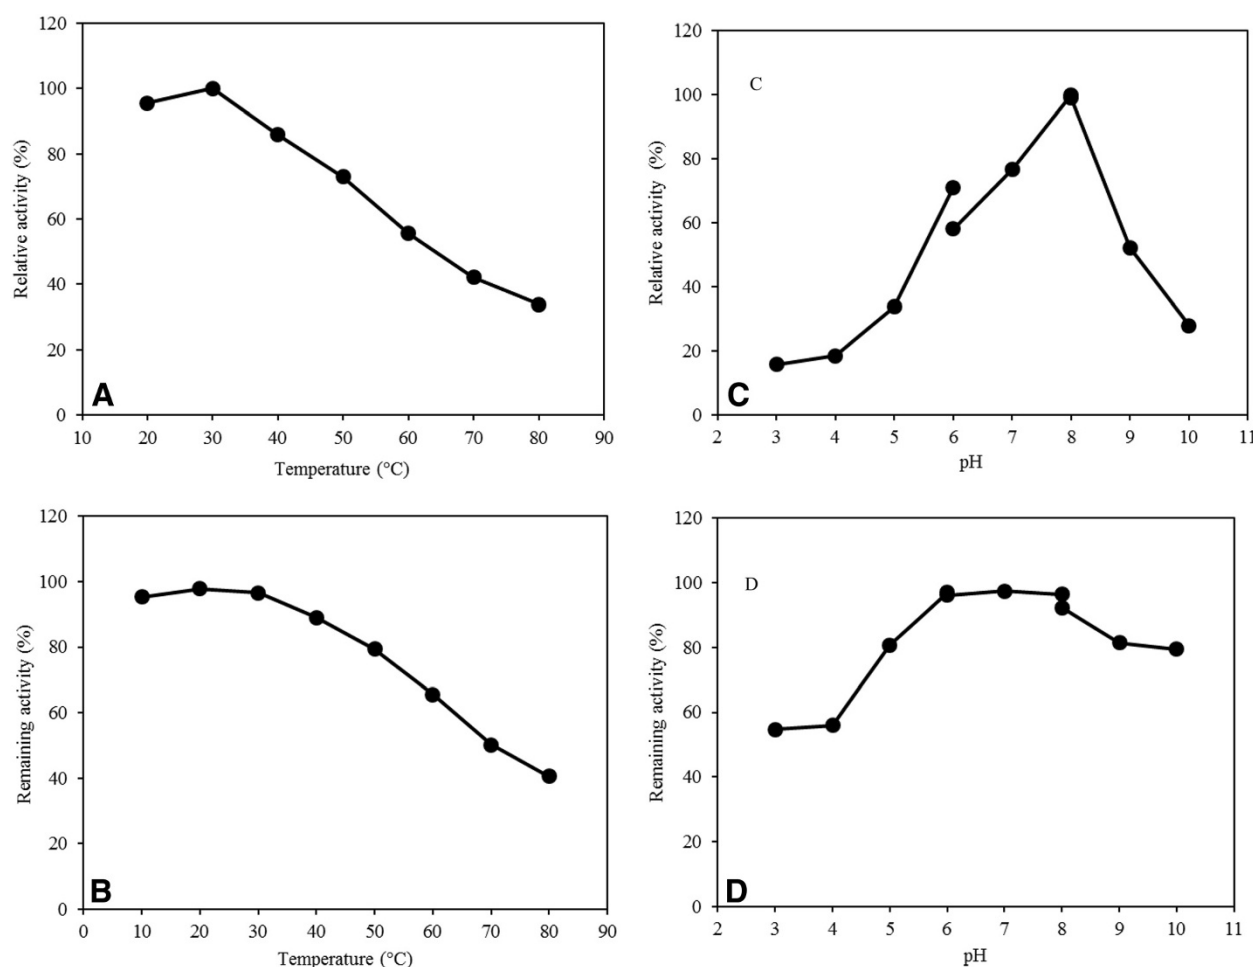 120
100
80
60
40
20
0
Relative activity (%)
A
10 20 30 40 50 60 70 80 90
Temperature (°C)
120
100
80
60
40
20
0
Relative activity (%)
C
C
2 3 4 5 6 7 8 9 10 11
pH
120
100
80
60
40
20
0
Remaining activity (%)
B
0 10 20 30 40 50 60 70 80 90
Temperature (°C)
120
100
80
60
40
20
0
Remaining activity (%)
D
D
2 3 4 5 6 7 8 9 10 11
pH